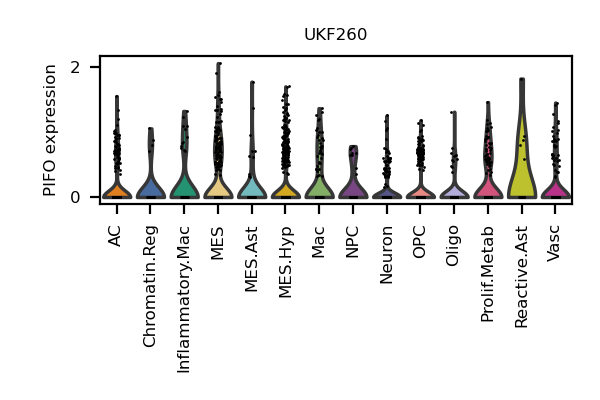 UKF260
PIFO expression
2
0
AC
Chromatin.Reg
Inflammatory.Mac
MES
MES.Ast
MES.Hyp
Mac
NPC
Neuron
OPC
Oligo
Prolif.Metab
Reactive.Ast
Vasc